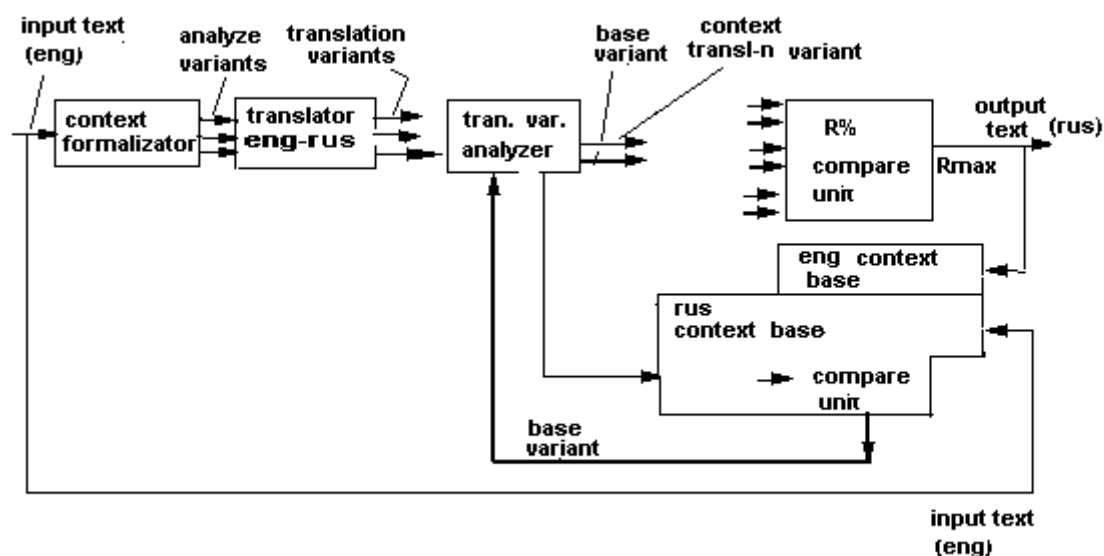 input text
(eng)
analyze
variants
translation
variants
base
variant
context
transl-n variant
context
formalizator
translator
eng-rus
tran. var.
analyzer
R%
compare
unit
Rmax
output
text
(rus)
eng context
base
rus
context base
compare
unit
base
variant
input text
(eng)